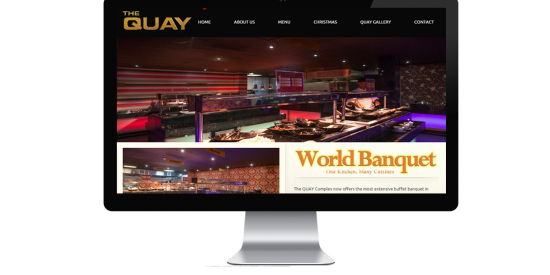 THE
QUAY
HOME ABOUT US MENU CHRISTMAS QUAY GALLERY CONTACT
World Banquet
One Kitchen, Many Cuisines
The QUAY Complex now offers the most extensive buffet banquet in